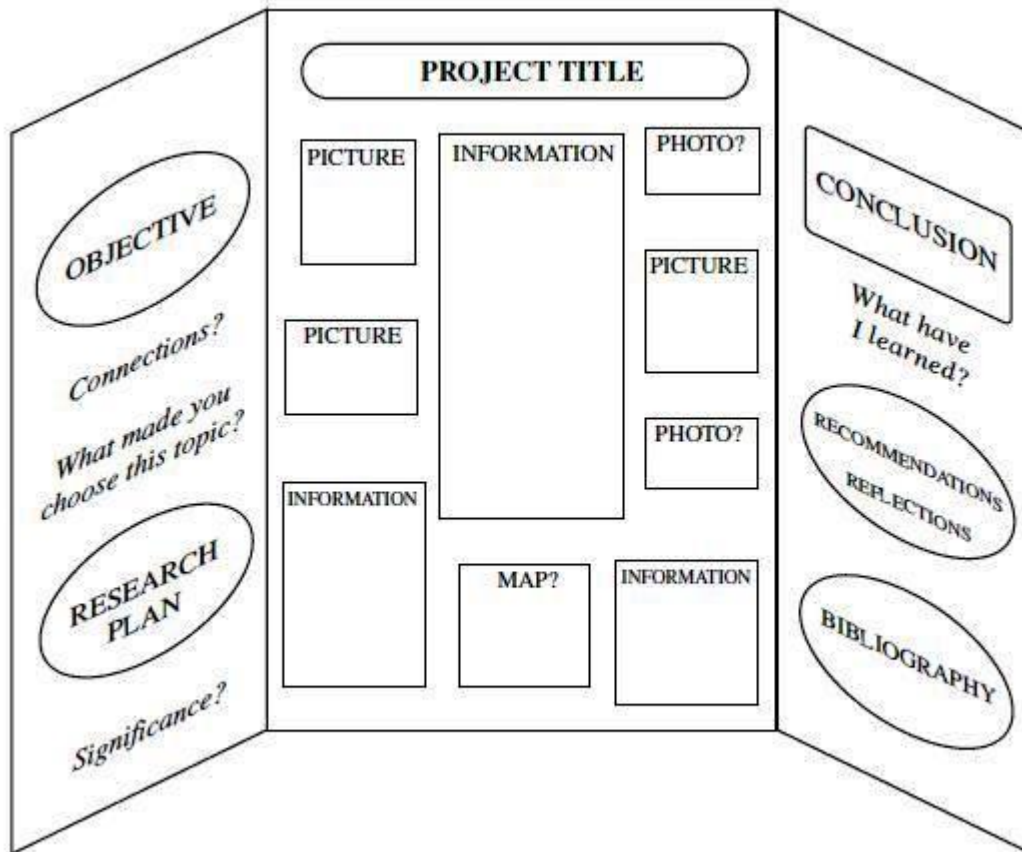 OBJECTIVE
Connections?
What made you
choose this topic?
RESEARCH
PLAN
Significance?
PROJECT TITLE
PICTURE
INFORMATION
PHOTO?
PICTURE
PICTURE
PHOTO?
INFORMATION
MAP?
INFORMATION
CONCLUSION
What have
I learned?
RECOMMENDATIONS
REFLECTIONS
BIBLIOGRAPHY